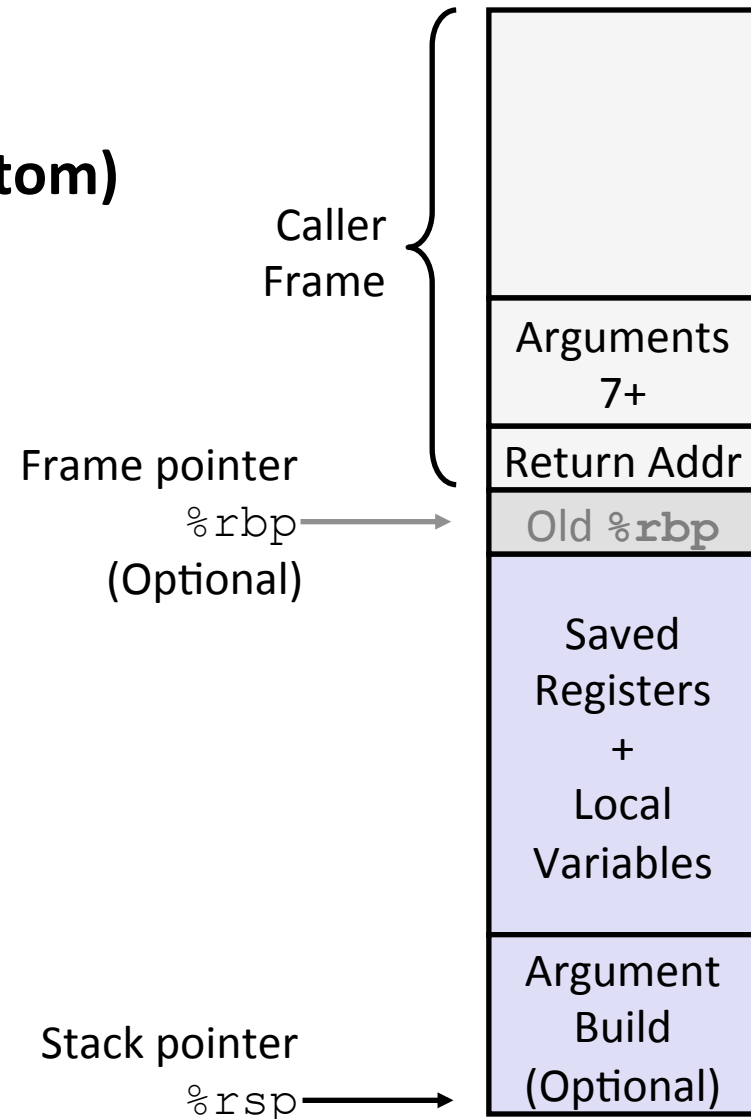 tom)
Caller
Frame
Arguments
7+
Return Addr
Frame pointer
%rbp
(Optional)
Old %rbp
Saved
Registers
+
Local
Variables
Argument
Build
(Optional)
Stack pointer
%rsp